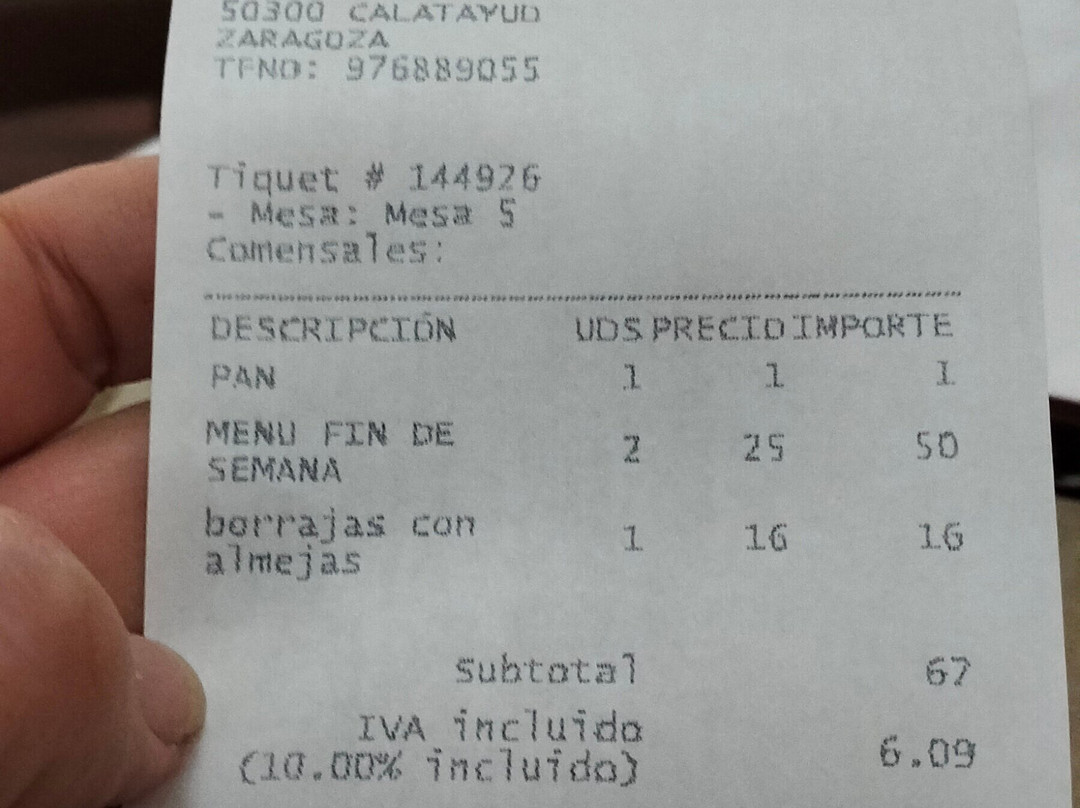 50300 CALATAYUD
ZARAGOZA
TFNO: 976889055
Tiquet # 144926
- Mesa: Mesa 5
Comensales:
DESCRIPCIÓN UDS PRECIO IMPORTE
PAN 1 1 1
MENU FIN DE
SEMANA 2 25 50
borrajas con
almejas 1 16 16
Subtotal 67
IVA incluido
(10.00% incluido) 6.09